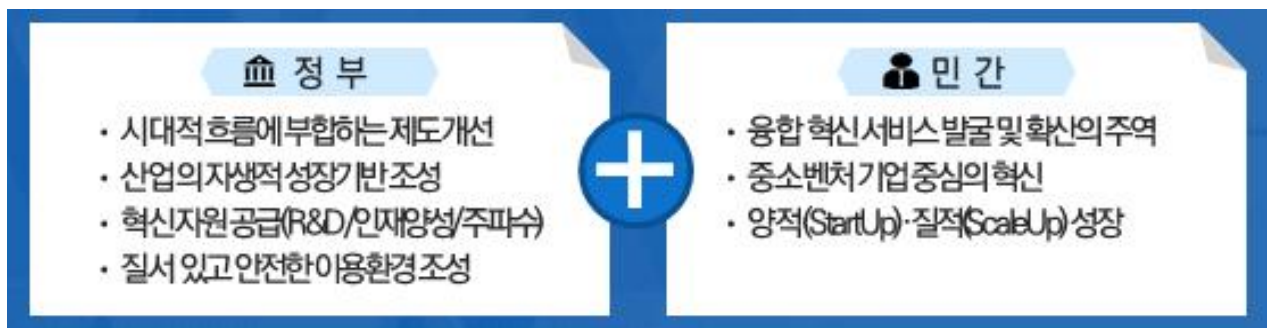 정부
· 시대적 흐름에 부합하는 제도개선
· 산업의 자생적 성장기반 조성
· 혁신자원 공급(R&D/인재양성/주파수)
· 질서 있고 안전한 이용환경 조성
민간
· 융합 혁신 서비스 발굴 및 확산의 주역
· 중소벤처 기업 중심의 혁신
· 양적(StartUp)·질적(ScaleUp) 성장